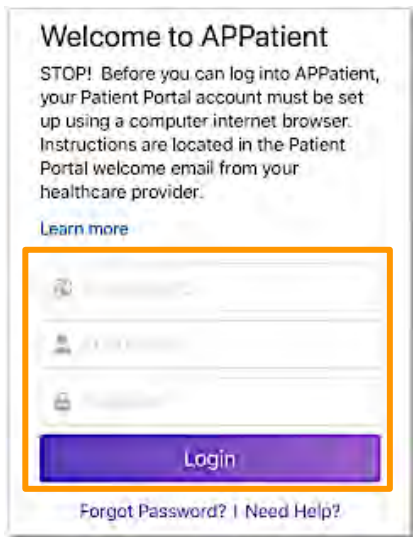 Welcome to APPatient
STOP! Before you can log into APPatient,
your Patient Portal account must be set
up using a computer internet browser.
Instructions are located in the Patient
Portal welcome email from your
healthcare provider.
Learn more
Login
Forgot Password? | Need Help?